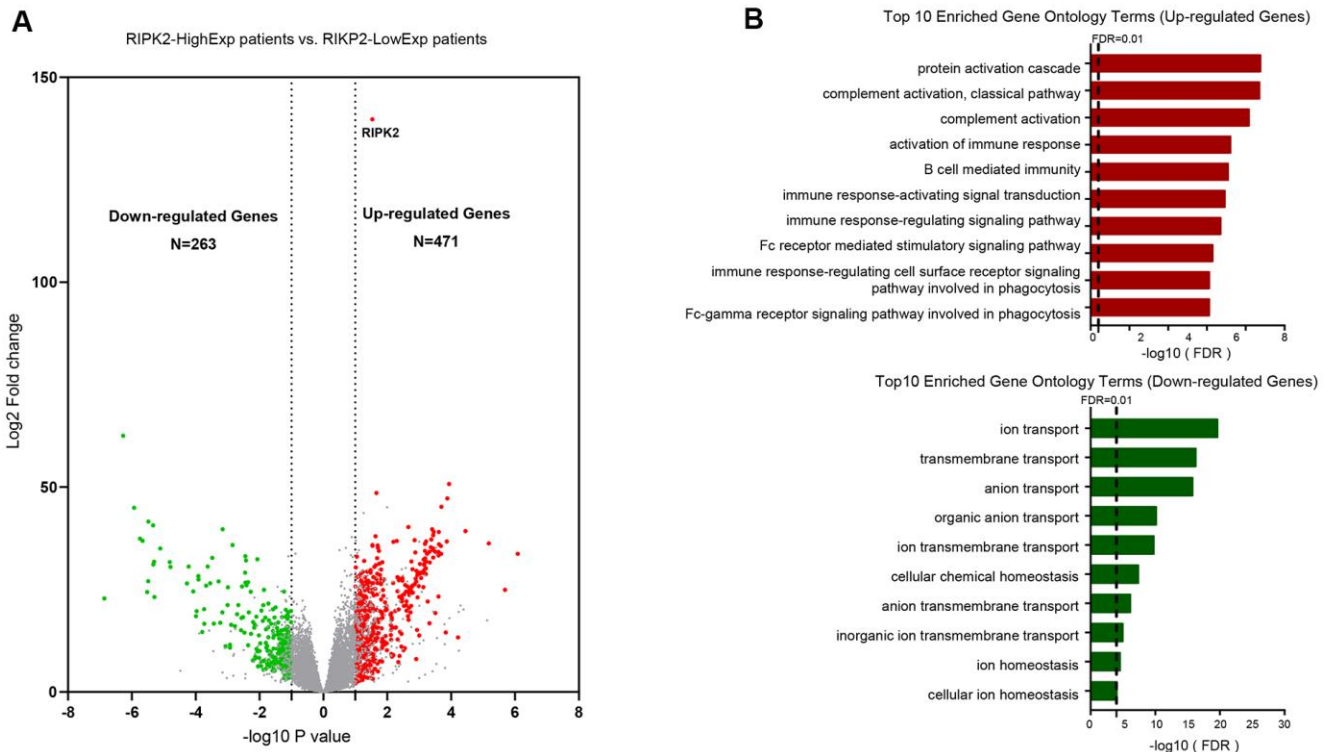 A
RIPK2-HighExp patients vs. RIKP2-LowExp patients
150
100
50
0
Log2 Fold change
RIPK2
Down-regulated Genes
N=263
Up-regulated Genes
N=471
-8 -6 -4 -2 0 2 4 6 8
-log10 P value
B
Top 10 Enriched Gene Ontology Terms (Up-regulated Genes)
FDR=0.01
protein activation cascade
complement activation, classical pathway
complement activation
activation of immune response
B cell mediated immunity
immune response-activating signal transduction
immune response-regulating signaling pathway
Fc receptor mediated stimulatory signaling pathway
immune response-regulating cell surface receptor signaling
pathway involved in phagocytosis
Fc-gamma receptor signaling pathway involved in phagocytosis
0 2 4 6 8
-log10 ( FDR )
Top10 Enriched Gene Ontology Terms (Down-regulated Genes)
FDR=0.01
ion transport
transmembrane transport
anion transport
organic anion transport
ion transmembrane transport
cellular chemical homeostasis
anion transmembrane transport
inorganic ion transmembrane transport
ion homeostasis
cellular ion homeostasis
0 5 10 15 20 25 30
-log10 ( FDR )